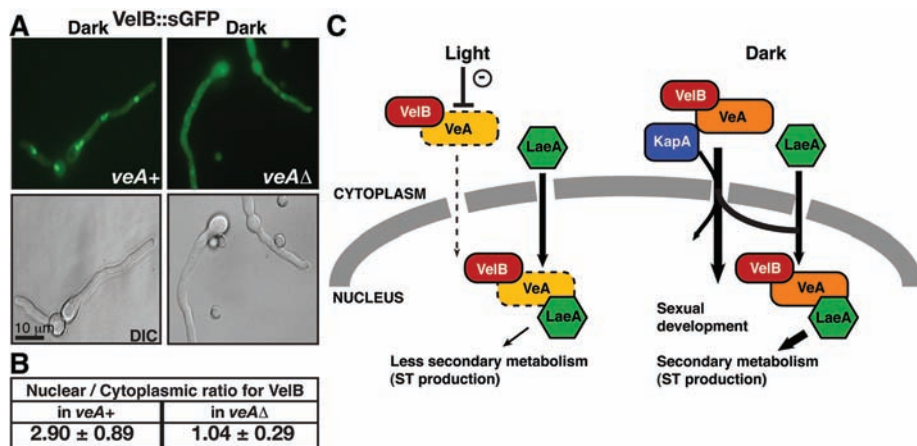 A
VelB::sGFP
Dark
Dark
veA+
veAΔ
10 µm
DIC
B
Nuclear / Cytoplasmic ratio for VelB
in veA+
in veAΔ
2.90 ± 0.89
1.04 ± 0.29
C
Light
-
VelB
VeA
LaeA
CYTOPLASM
NUCLEUS
VelB
VeA
LaeA
Less secondary metabolism
(ST production)
Dark
VelB
VeA
KapA
LaeA
Sexual
development
VelB
VeA
LaeA
Secondary metabolism
(ST production)